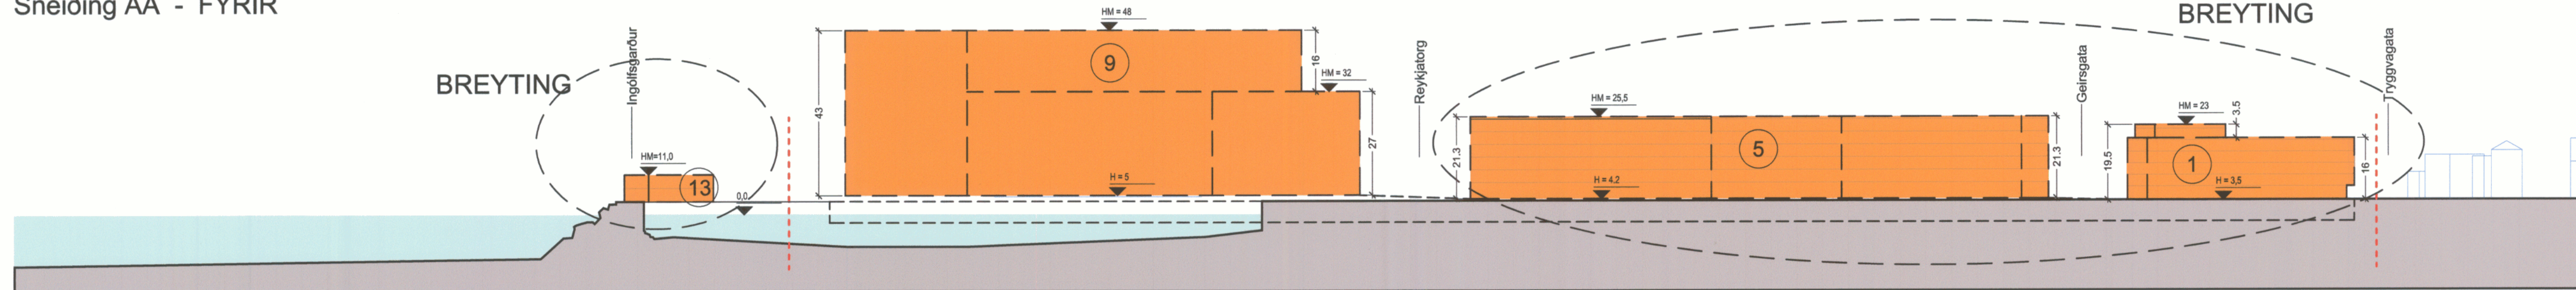 Sneiðing AA - FYRIR
BREYTING
Ingólfsgarður
HM=11,0
13
0,0
43
HM = 48
9
16
HM = 32
27
H = 5
Reykjatorg
HM = 25,5
21.3
5
H = 4.2
21.3
Geirsgata
BREYTING
HM = 23
3.5
19.5
1
H = 3,5
16
Tryggvagata